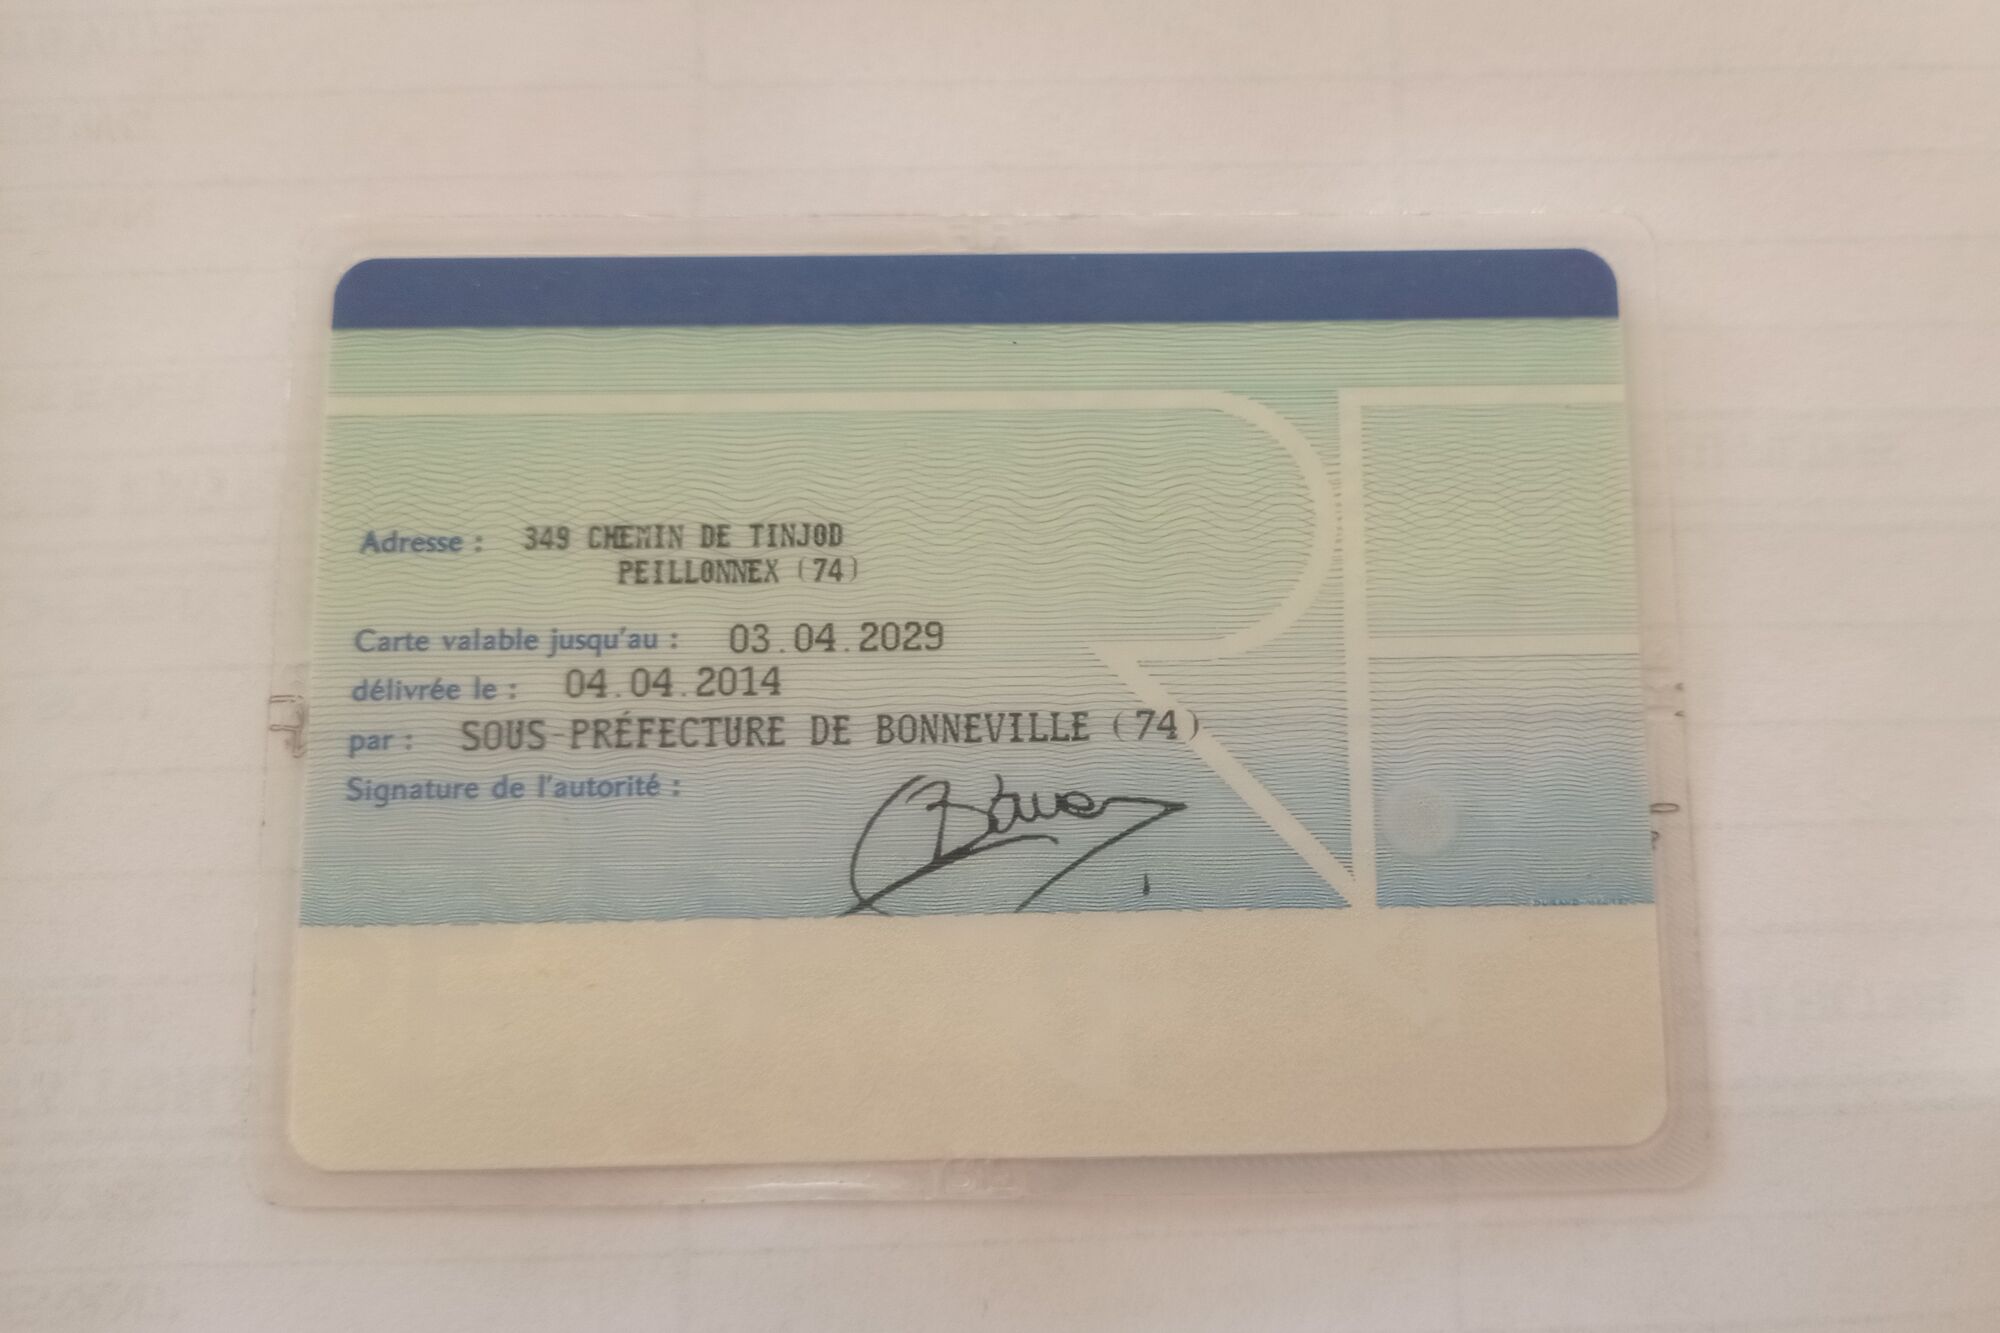 Adresse : 349 CHEMIN DE TINJOD
PEILLONNEX (74)
Carte valable jusqu'au : 03.04.2029
délivrée le : 04.04.2014
par : SOUS-PRÉFECTURE DE BONNEVILLE (74)
Signature de l'autorité :
RF